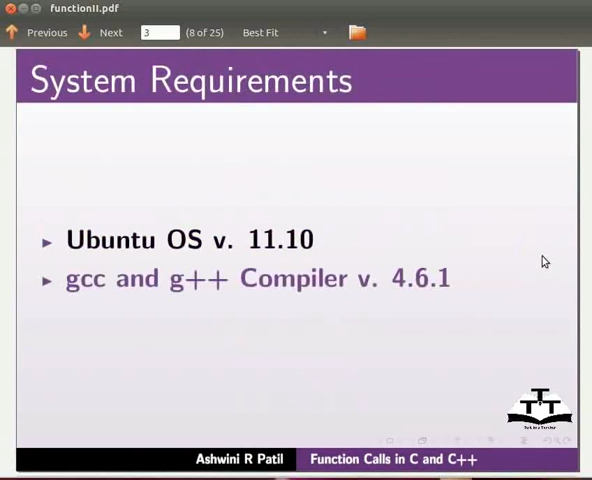 functionII.pdf
Previous Next 3 (8 of 25) Best Fit
System Requirements
Ubuntu OS v. 11.10
gcc and g++ Compiler v. 4.6.1
Ashwini R Patil Function Calls in C and C++